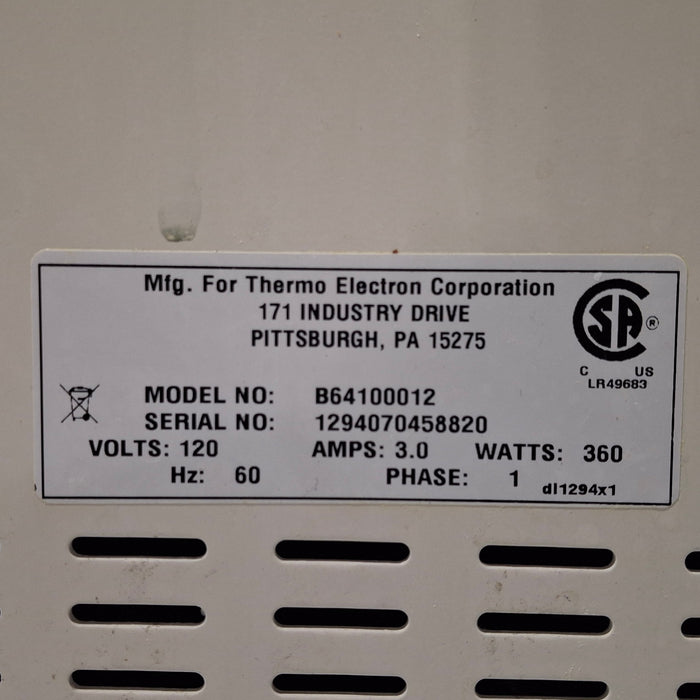 Mfg. For Thermo Electron Corporation
171 INDUSTRY DRIVE
PITTSBURGH, PA 15275
SA ®
C US
LR49683
MODEL NO: B64100012
SERIAL NO: 1294070458820
VOLTS: 120 AMPS: 3.0 WATTS: 360
Hz: 60 PHASE: 1 dl1294x1